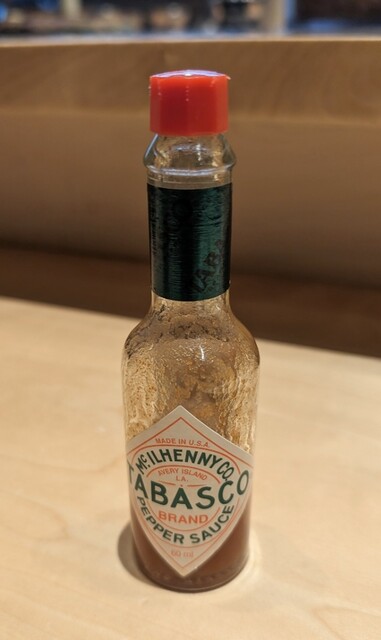 MADE IN U.S.A.
McILHENNY CO.
AVERY ISLAND
LA.
TABASCO
BRAND
PEPPER SAUCE
60 ml